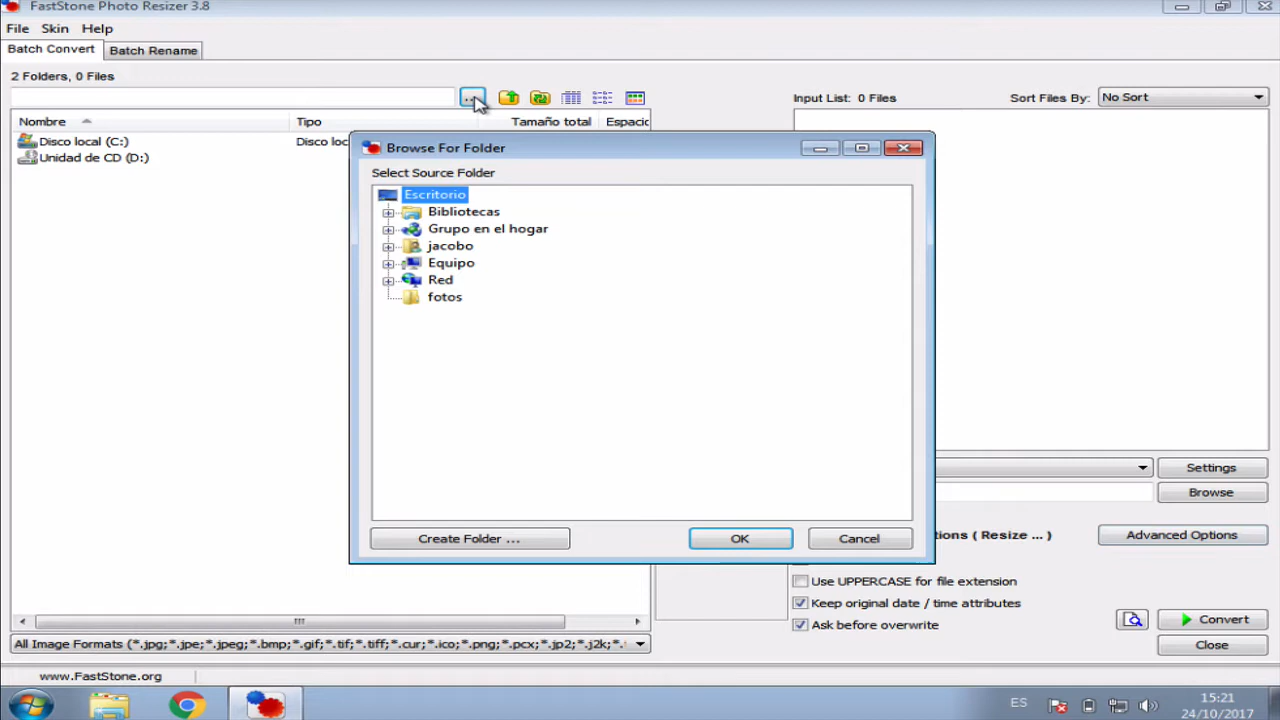 FastStone Photo Resizer 3.8
File Skin Help
Batch Convert Batch Rename
2 Folders, 0 Files
...
Input List: 0 Files Sort Files By: No Sort
Nombre Tipo Tamaño total Espacio
Disco local (C:) Disco loc
Unidad de CD (D:)
Browse For Folder
Select Source Folder
Escritorio
Bibliotecas
Grupo en el hogar
jacobo
Equipo
Red
fotos
Create Folder ... OK Cancel
Settings
Browse
tions ( Resize ... ) Advanced Options
Use UPPERCASE for file extension
Keep original date / time attributes
Ask before overwrite
Convert
Close
All Image Formats (*.jpg;*.jpe;*.jpeg;*.bmp;*.gif;*.tif;*.tiff;*.cur;*.ico;*.png;*.pcx;*.jp2;*.j2k;*.
www.FastStone.org
ES
15:21
24/10/2017